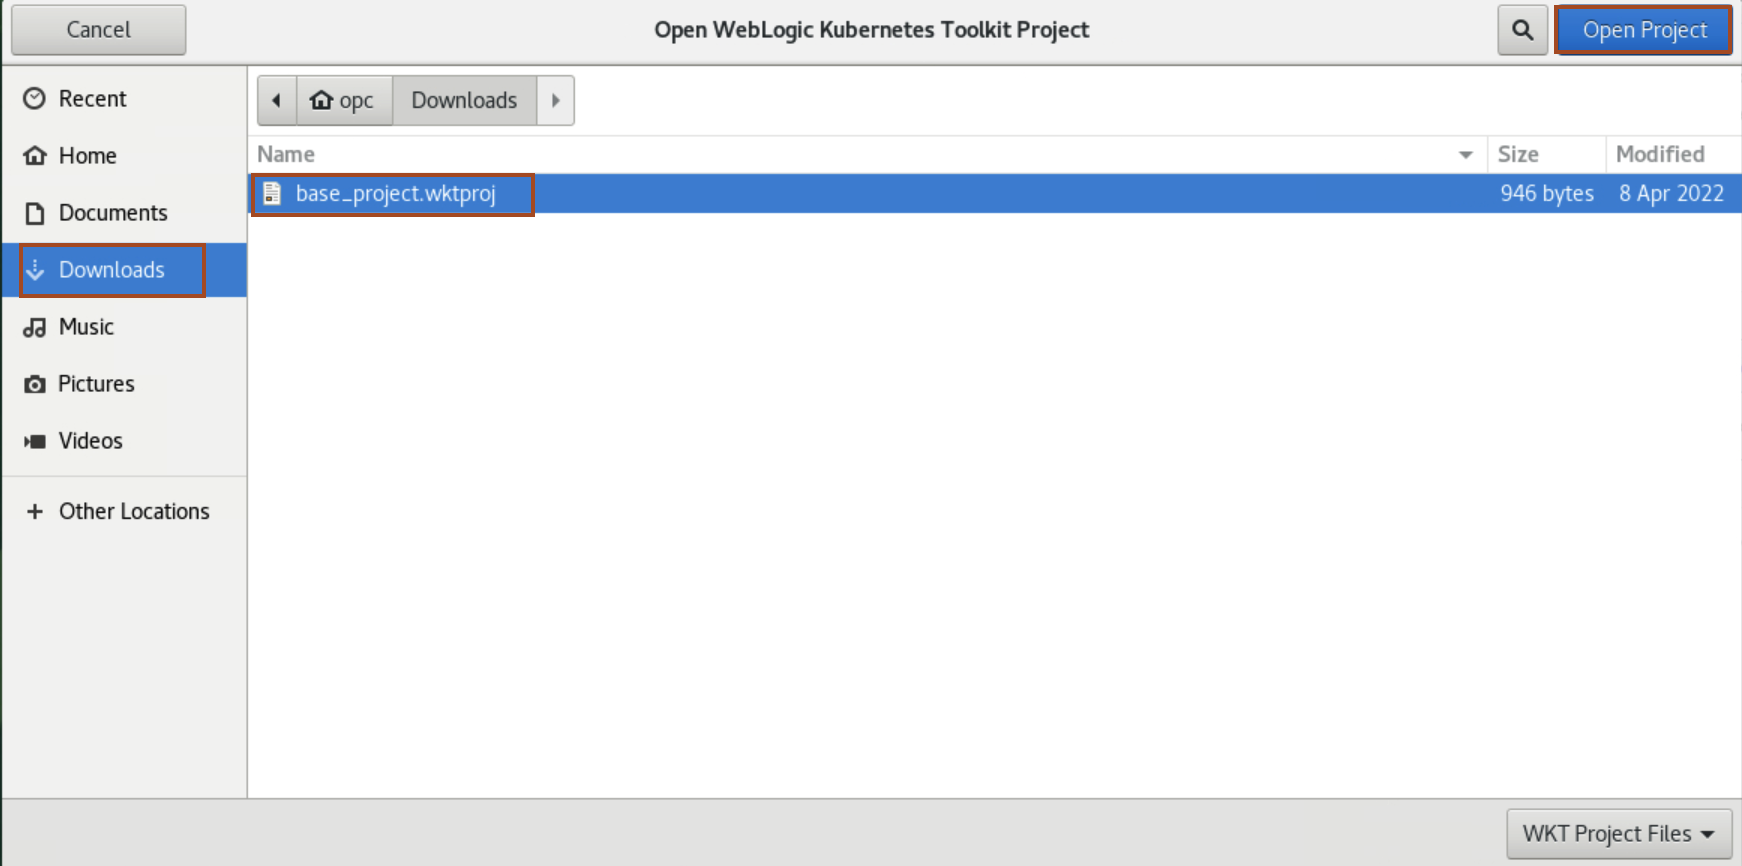 Cancel
Open WebLogic Kubernetes Toolkit Project
Open Project
Recent
Home
Documents
Downloads
Music
Pictures
Videos
Other Locations
opc
Downloads
Name Size Modified
base_project.wktproj 946 bytes 8 Apr 2022
WKT Project Files